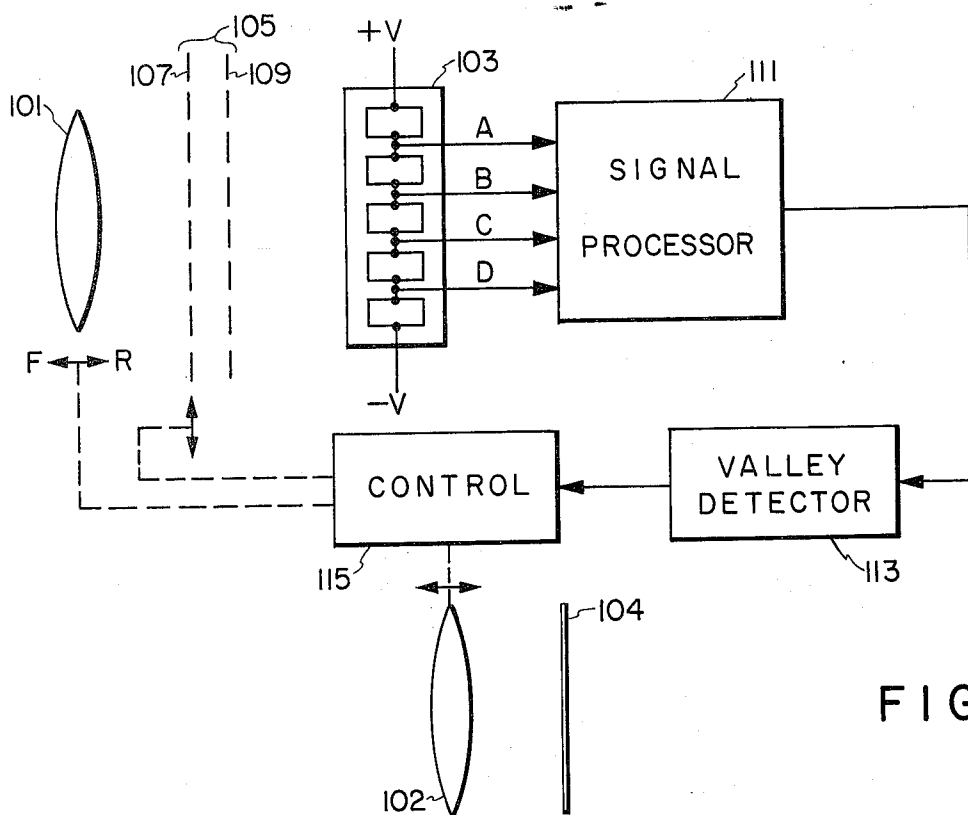 105
+V
107
109
103
111
101
A
B
C
D
SIGNAL
PROCESSOR
F
R
-V
CONTROL
VALLEY
DETECTOR
115
113
104
102
FIG